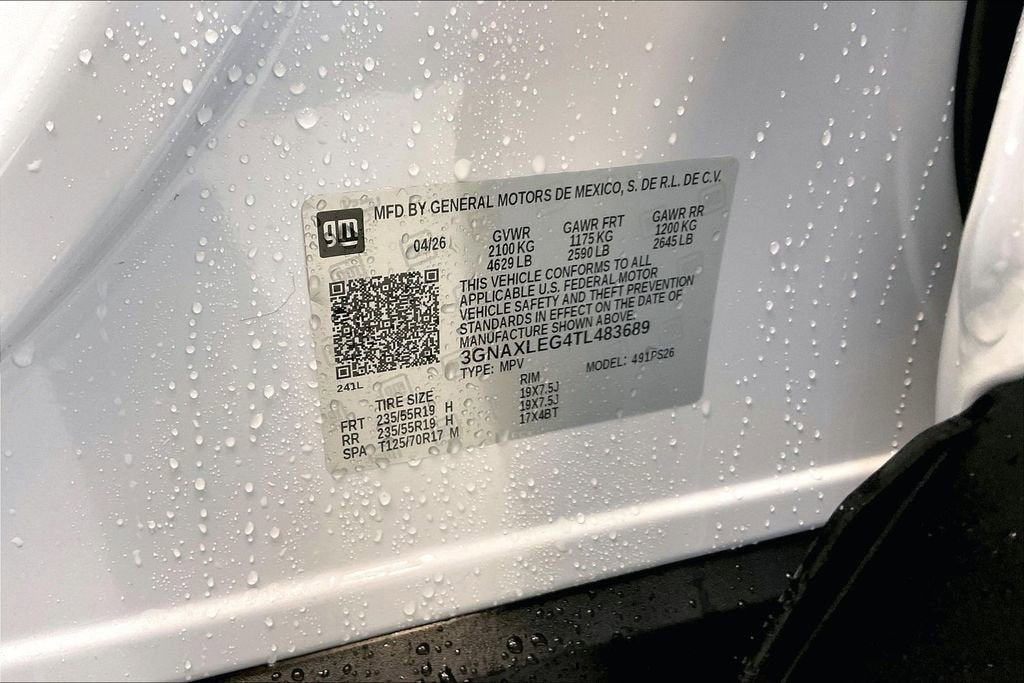 gm
MFD BY GENERAL MOTORS DE MEXICO, S. DE R.L. DE C.V.
04/26
GVWR GAWR FRT GAWR RR
2100 KG 1175 KG 1200 KG
4629 LB 2590 LB 2645 LB
THIS VEHICLE CONFORMS TO ALL
APPLICABLE U.S. FEDERAL MOTOR
VEHICLE SAFETY AND THEFT PREVENTION
STANDARDS IN EFFECT ON THE DATE OF
MANUFACTURE SHOWN ABOVE.
3GNAXLEG4TL483689
TYPE: MPV MODEL: 491PS26
241L
TIRE SIZE RIM
FRT 235/55R19 H 19X7.5J
RR 235/55R19 H 19X7.5J
SPA T125/70R17 M 17X4BT